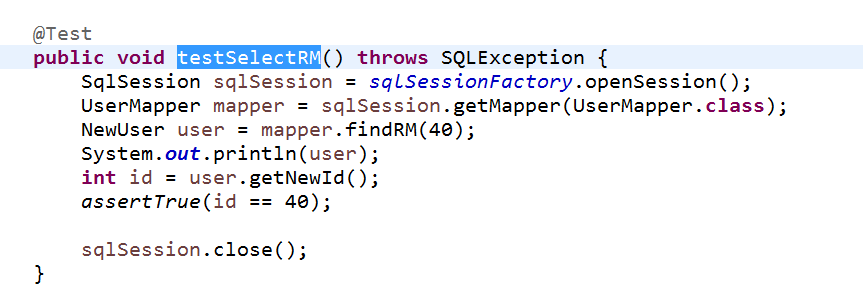 @Test
public void testSelectRM() throws SQLException {
    SqlSession sqlSession = sqlSessionFactory.openSession();
    UserMapper mapper = sqlSession.getMapper(UserMapper.class);
    NewUser user = mapper.findRM(40);
    System.out.println(user);
    int id = user.getNewId();
    assertTrue(id == 40);
    sqlSession.close();
}